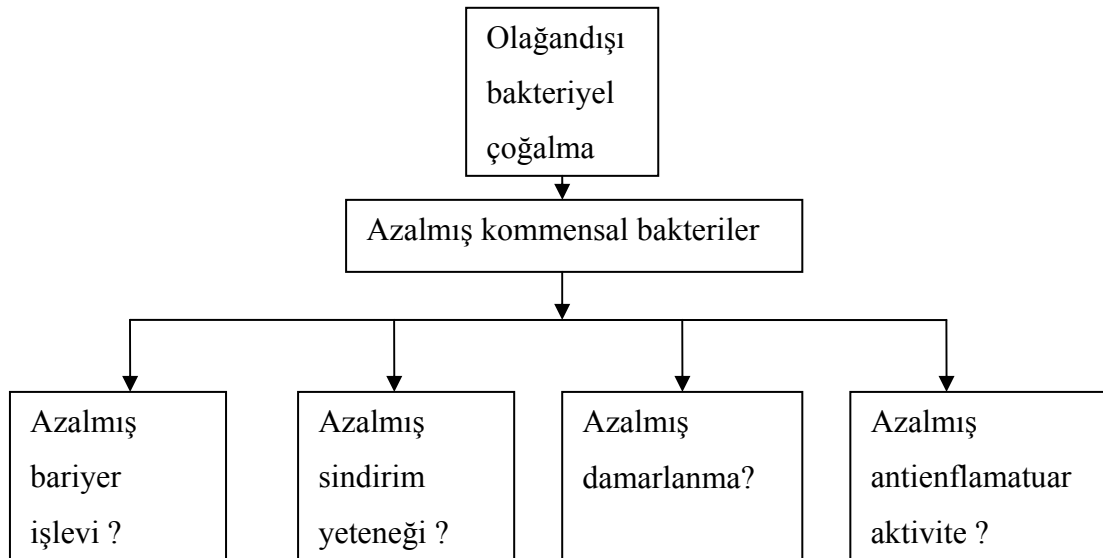 Olağandışı
bakteriyel
çoğalma
Azalmış kommensal bakteriler
Azalmış
bariyer
işlevi ?
Azalmış
sindirim
yeteneği ?
Azalmış
damarlanma?
Azalmış
antienflamatuar
aktivite ?